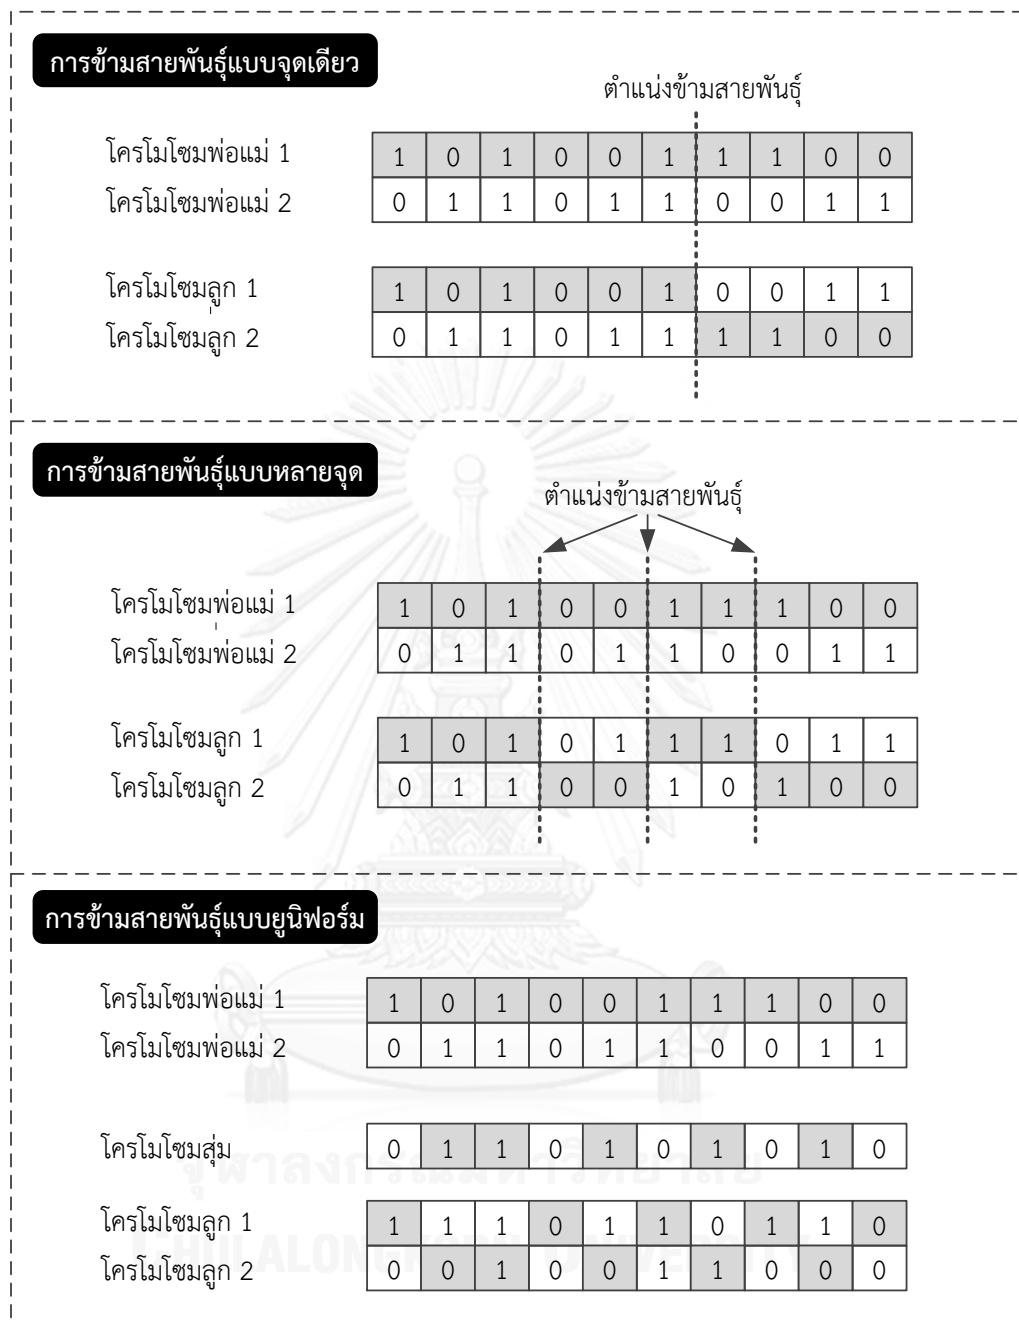 การข้ามสายพันธุ์แบบจุดเดียว
ตำแน่งข้ามสายพันธุ์
โครโมโซมพ่อแม่ 1 1 0 1 0 0 1 1 1 0 0
โครโมโซมพ่อแม่ 2 0 1 1 0 1 1 0 0 1 1
โครโมโซมลูก 1 1 0 1 0 0 1 0 0 1 1
โครโมโซมลูก 2 0 1 1 0 1 1 1 1 0 0
การข้ามสายพันธุ์แบบหลายจุด
ตำแน่งข้ามสายพันธุ์
โครโมโซมพ่อแม่ 1 1 0 1 0 0 1 1 1 0 0
โครโมโซมพ่อแม่ 2 0 1 1 0 1 1 0 0 1 1
โครโมโซมลูก 1 1 0 1 0 1 1 1 0 1 1
โครโมโซมลูก 2 0 1 1 0 0 1 0 1 0 0
การข้ามสายพันธุ์แบบยูนิฟอร์ม
โครโมโซมพ่อแม่ 1 1 0 1 0 0 1 1 1 0 0
โครโมโซมพ่อแม่ 2 0 1 1 0 1 1 0 0 1 1
โครโมโซมสุ่ม 0 1 1 0 1 0 1 0 1 0
จุฬาลงกรณ์มหาวิทยาลัย
โครโมโซมลูก 1 1 1 1 0 1 1 0 1 1 0
CHULALONGKORN UNIVERSITY
โครโมโซมลูก 2 0 0 1 0 0 1 1 0 0 0